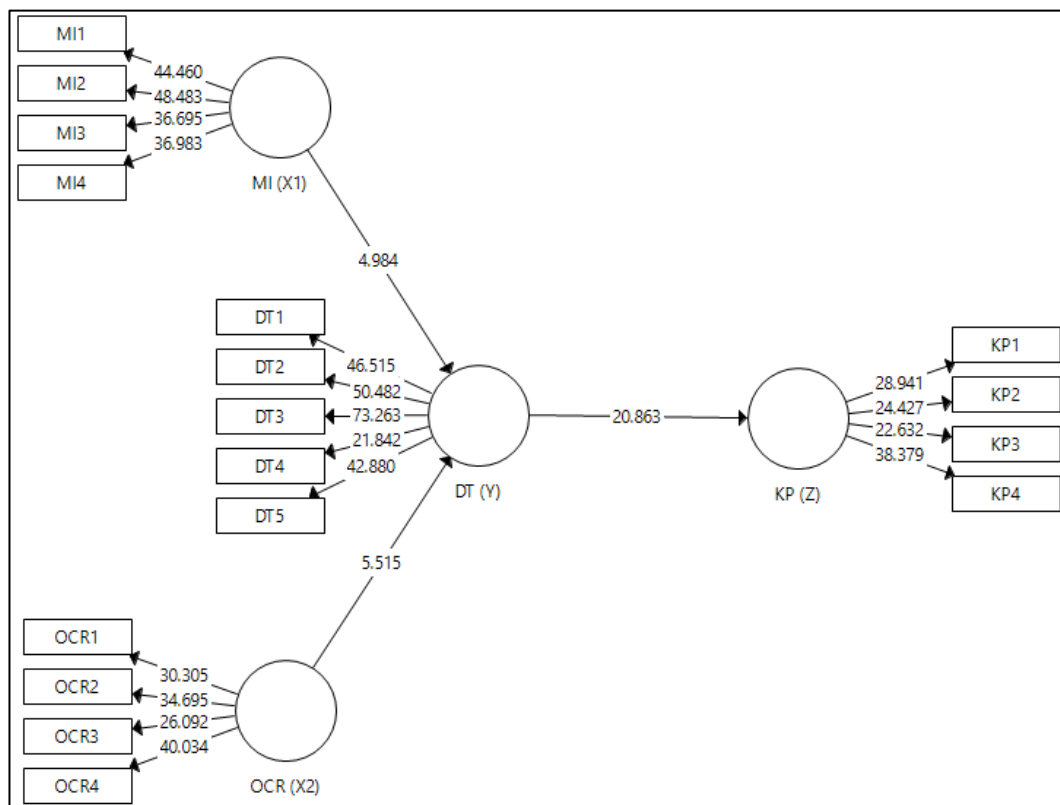 MI1
44.460
MI2
48.483
MI3
36.695
MI4
36.983
MI (X1)
4.984
DT1
46.515
DT2
50.482
DT3
73.263
DT4
21.842
DT5
42.880
DT (Y)
20.863
KP1
28.941
KP2
24.427
KP3
22.632
KP4
38.379
KP (Z)
5.515
OCR1
30.305
OCR2
34.695
OCR3
26.092
OCR4
40.034
OCR (X2)